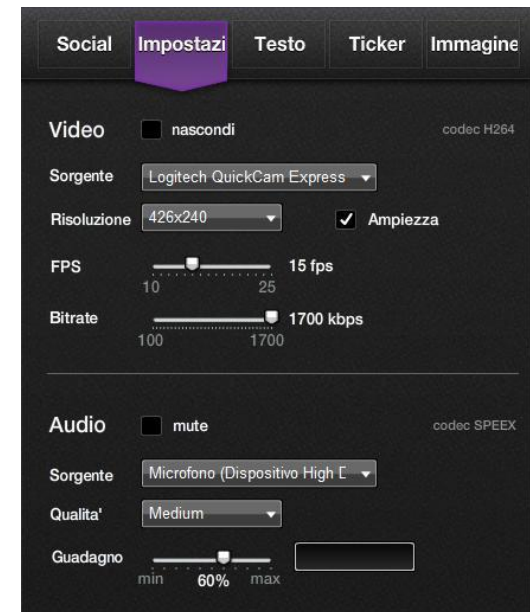 Social Impostazi Testo Ticker Immagine
Video nascondi codec H264
Sorgente Logitech QuickCam Express
Risoluzione 426x240 Ampiezza
FPS 15 fps
10 25
Bitrate 1700 kbps
100 1700
Audio mute codec SPEEX
Sorgente Microfono (Dispositivo High D
Qualita' Medium
Guadagno
min 60% max